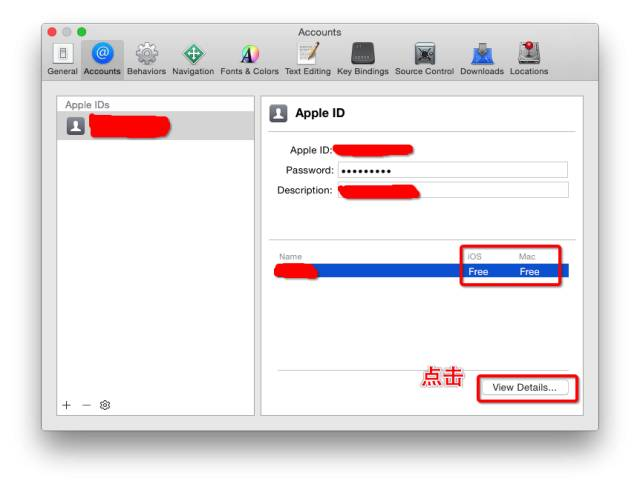 Accounts
General Accounts Behaviors Navigation Fonts & Colors Text Editing Key Bindings Source Control Downloads Locations
Apple IDs
Apple ID
Apple ID:
Password: •••••••••
Description:
Name iOS Mac
Free Free
点击
View Details...